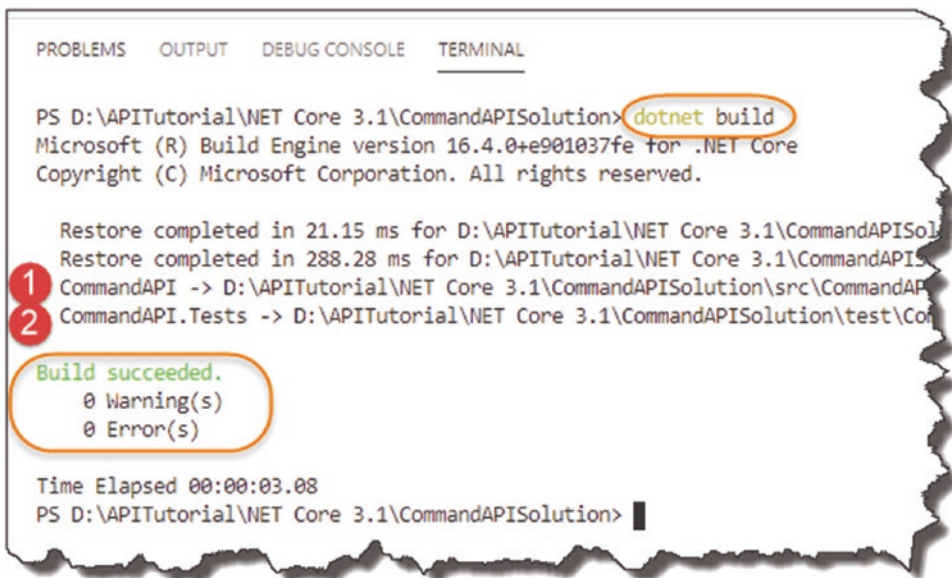 PROBLEMS OUTPUT DEBUG CONSOLE TERMINAL
PS D:\APITutorial\NET Core 3.1\CommandAPISolution> dotnet build
Microsoft (R) Build Engine version 16.4.0+e901037fe for .NET Core
Copyright (C) Microsoft Corporation. All rights reserved.
Restore completed in 21.15 ms for D:\APITutorial\NET Core 3.1\CommandAPISol
Restore completed in 288.28 ms for D:\APITutorial\NET Core 3.1\CommandAPIS
1 CommandAPI -> D:\APITutorial\NET Core 3.1\CommandAPISolution\src\CommandAP
2 CommandAPI.Tests -> D:\APITutorial\NET Core 3.1\CommandAPISolution\test\Co
Build succeeded.
0 Warning(s)
0 Error(s)
Time Elapsed 00:00:03.08
PS D:\APITutorial\NET Core 3.1\CommandAPISolution>